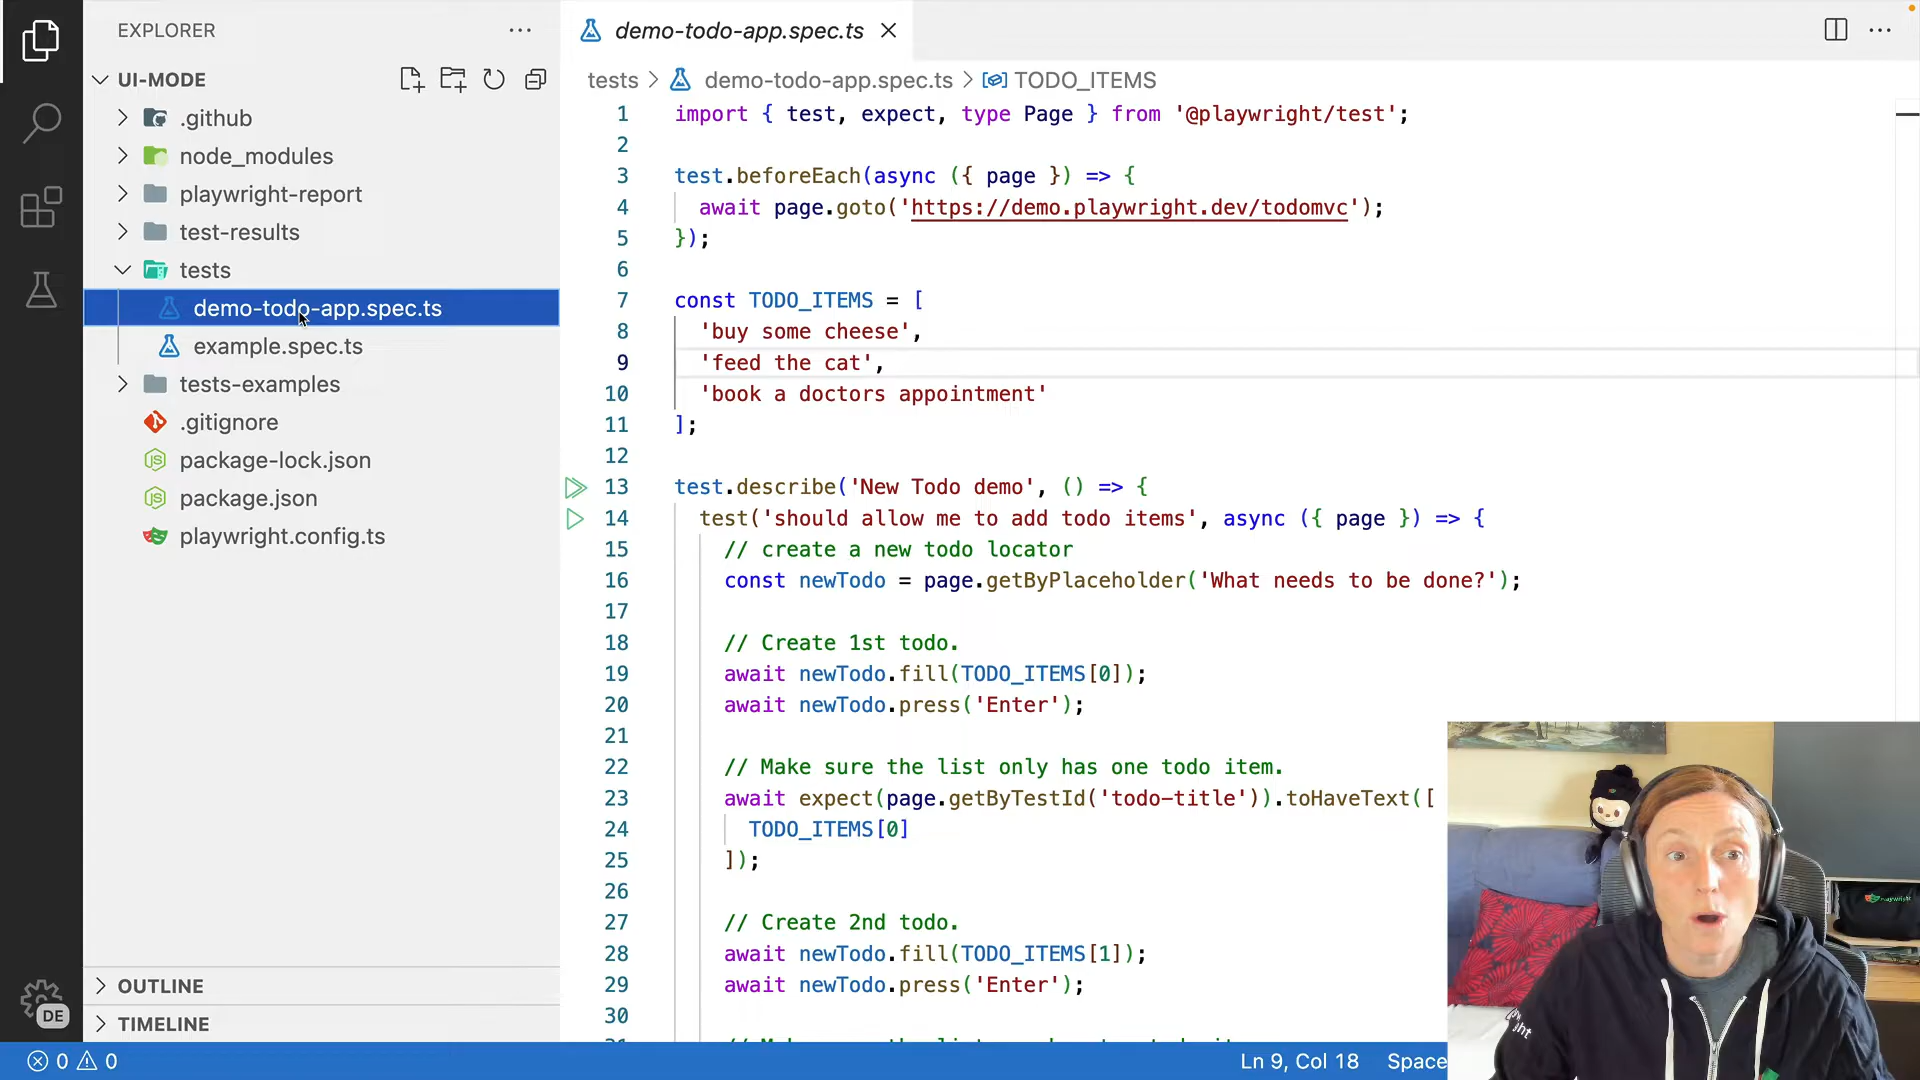 EXPLORER
UI-MODE
.github
node_modules
playwright-report
test-results
tests
demo-todo-app.spec.ts
example.spec.ts
tests-examples
.gitignore
package-lock.json
package.json
playwright.config.ts
OUTLINE
TIMELINE
DE
0 0
demo-todo-app.spec.ts
tests > demo-todo-app.spec.ts > TODO_ITEMS
1 import { test, expect, type Page } from '@playwright/test';
2
3 test.beforeEach(async ({ page }) => {
4 await page.goto('https://demo.playwright.dev/todomvc');
5 });
6
7 const TODO_ITEMS = [
8 'buy some cheese',
9 'feed the cat',
10 'book a doctors appointment'
11 ];
12
13 test.describe('New Todo demo', () => {
14 test('should allow me to add todo items', async ({ page }) => {
15 // create a new todo locator
16 const newTodo = page.getByPlaceholder('What needs to be done?');
17
18 // Create 1st todo.
19 await newTodo.fill(TODO_ITEMS[0]);
20 await newTodo.press('Enter');
21
22 // Make sure the list only has one todo item.
23 await expect(page.getByTestId('todo-title')).toHaveText([
24 TODO_ITEMS[0]
25 ]);
26
27 // Create 2nd todo.
28 await newTodo.fill(TODO_ITEMS[1]);
29 await newTodo.press('Enter');
30
Ln 9, Col 18 Space
Playwright